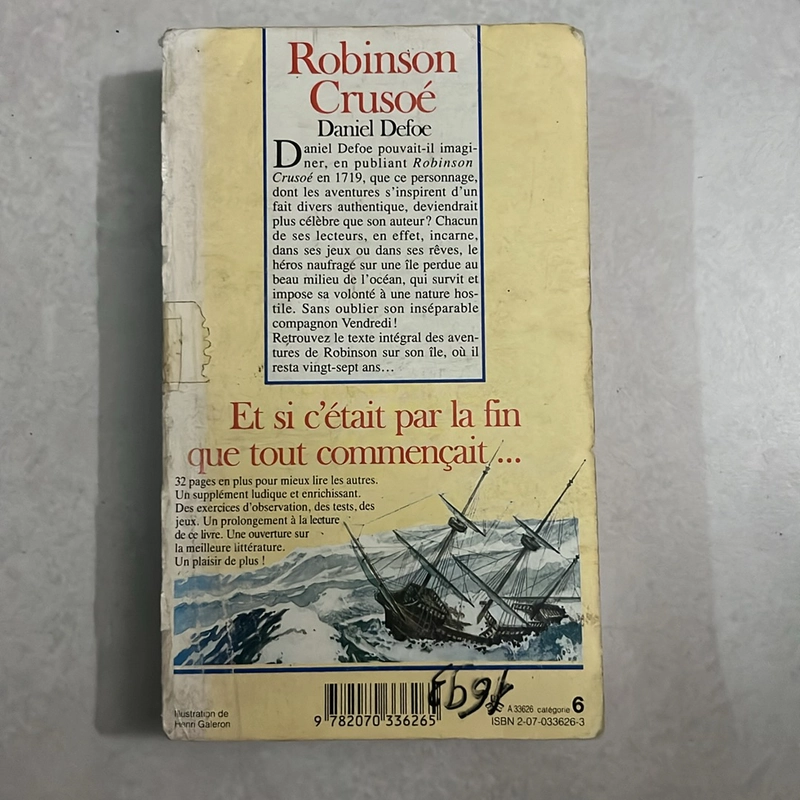 Robinson
Crusoé
Daniel Defoe
Daniel Defoe pouvait-il imagi-
ner, en publiant Robinson
Crusoé en 1719, que ce personnage,
dont les aventures s'inspirent d'un
fait divers authentique, deviendrait
plus célèbre que son auteur? Chacun
de ses lecteurs, en effet, incarne,
dans ses jeux ou dans ses rêves, le
héros naufragé sur une île perdue au
beau milieu de l'océan, qui survit et
impose sa volonté à une nature hos-
tile. Sans oublier son inséparable
compagnon Vendredi!
Retrouvez le texte intégral des aven-
tures de Robinson sur son île, où il
resta vingt-sept ans...
Et si c'était par la fin
que tout commençait ...
32 pages en plus pour mieux lire les autres.
Un supplément ludique et enrichissant.
Des exercices d'observation, des tests, des
jeux. Un prolongement à la lecture
de ce livre. Une ouverture sur
la meilleure littérature.
Un plaisir de plus !
Illustration de
Henri Galeron
9 782070 336265
A 33626 catégorie 6
ISBN 2-07-033626-3